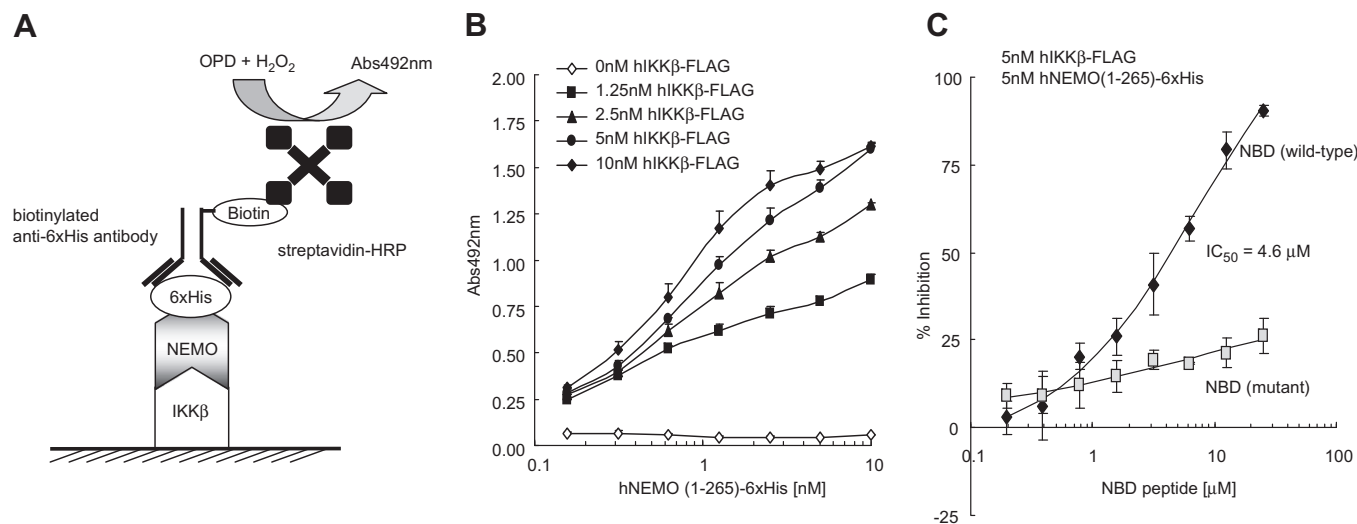 A
OPD + H₂O₂
Abs492nm
biotinylated
anti-6xHis antibody
Biotin
streptavidin-HRP
6xHis
NEMO
IKKβ
B
0nM hIKKβ-FLAG
1.25nM hIKKβ-FLAG
2.5nM hIKKβ-FLAG
5nM hIKKβ-FLAG
10nM hIKKβ-FLAG
Abs492nm
2.00
1.75
1.50
1.25
1.00
0.75
0.50
0.25
0.00
0.1
1
10
hNEMO (1-265)-6xHis [nM]
C
5nM hIKKβ-FLAG
5nM hNEMO(1-265)-6xHis
% Inhibition
100
75
50
25
0
-25
NBD (wild-type)
IC₅₀ = 4.6 μM
NBD (mutant)
0.1
1
10
100
NBD peptide [μM]